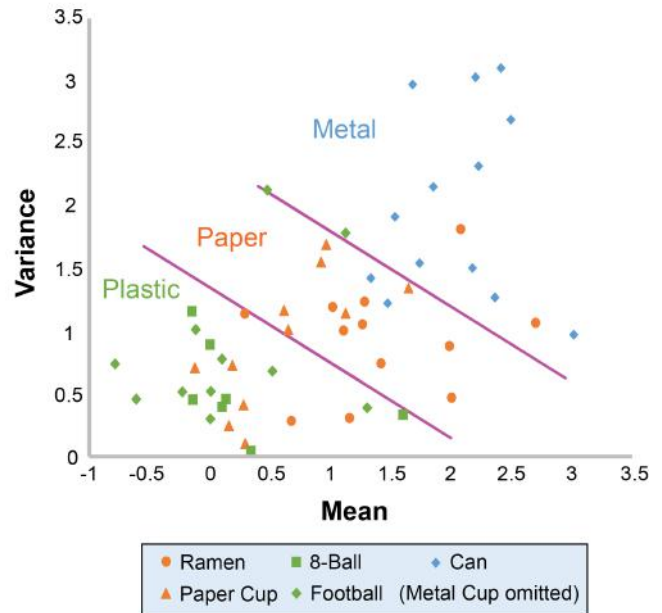 3.5
3
2.5
2
1.5
1
0.5
0
Variance
Metal
Paper
Plastic
-1 -0.5 0 0.5 1 1.5 2 2.5 3 3.5
Mean
Ramen 8-Ball Can
Paper Cup Football (Metal Cup omitted)